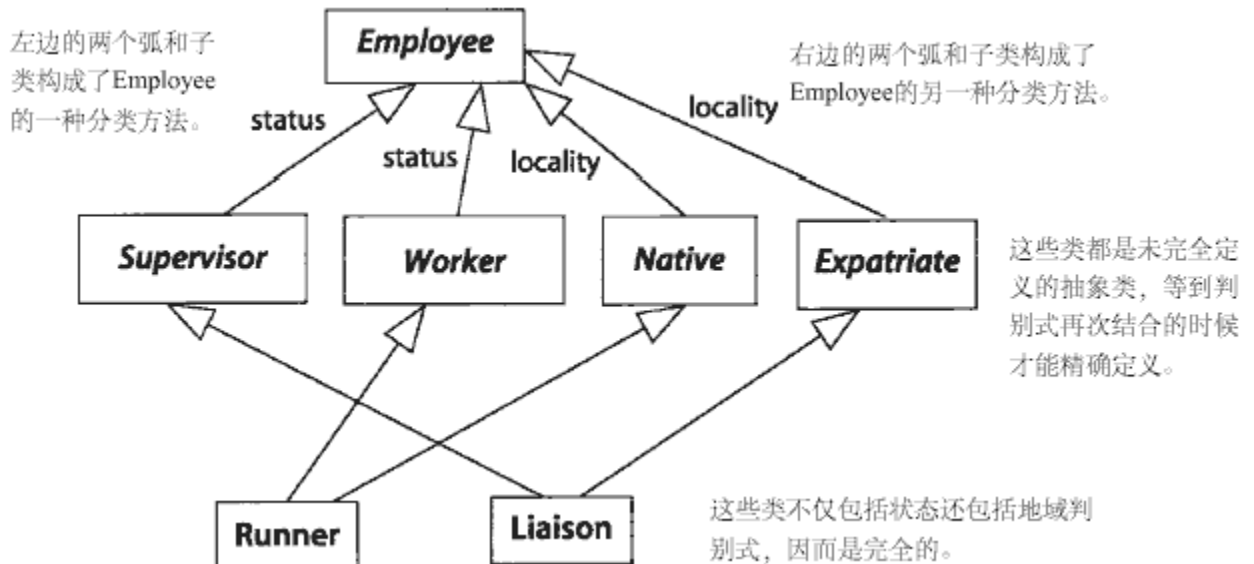 左边的两个弧和子
类构成了Employee
的一种分类方法。
Employee
右边的两个弧和子类构成了
Employee的另一种分类方法。
status
status
locality
locality
Supervisor
Worker
Native
Expatriate
这些类都是未完全定
义的抽象类，等到判
别式再次结合的时候
才能精确定义。
Runner
Liaison
这些类不仅包括状态还包括地域判
别式，因而是完全的。